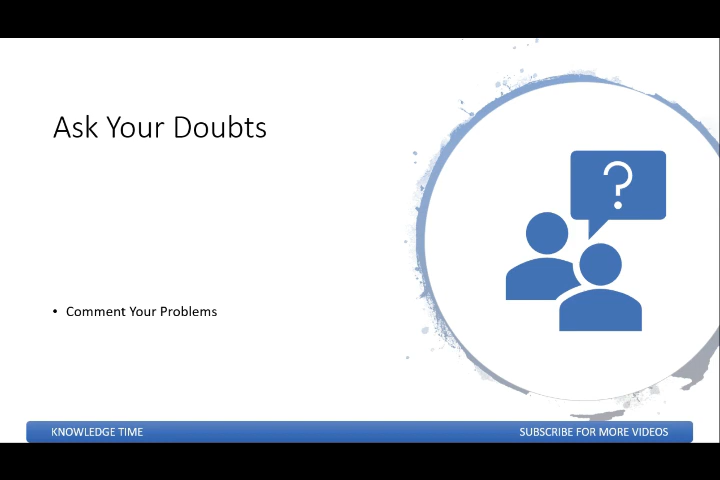 Ask Your Doubts
?
• Comment Your Problems
KNOWLEDGE TIME
SUBSCRIBE FOR MORE VIDEOS